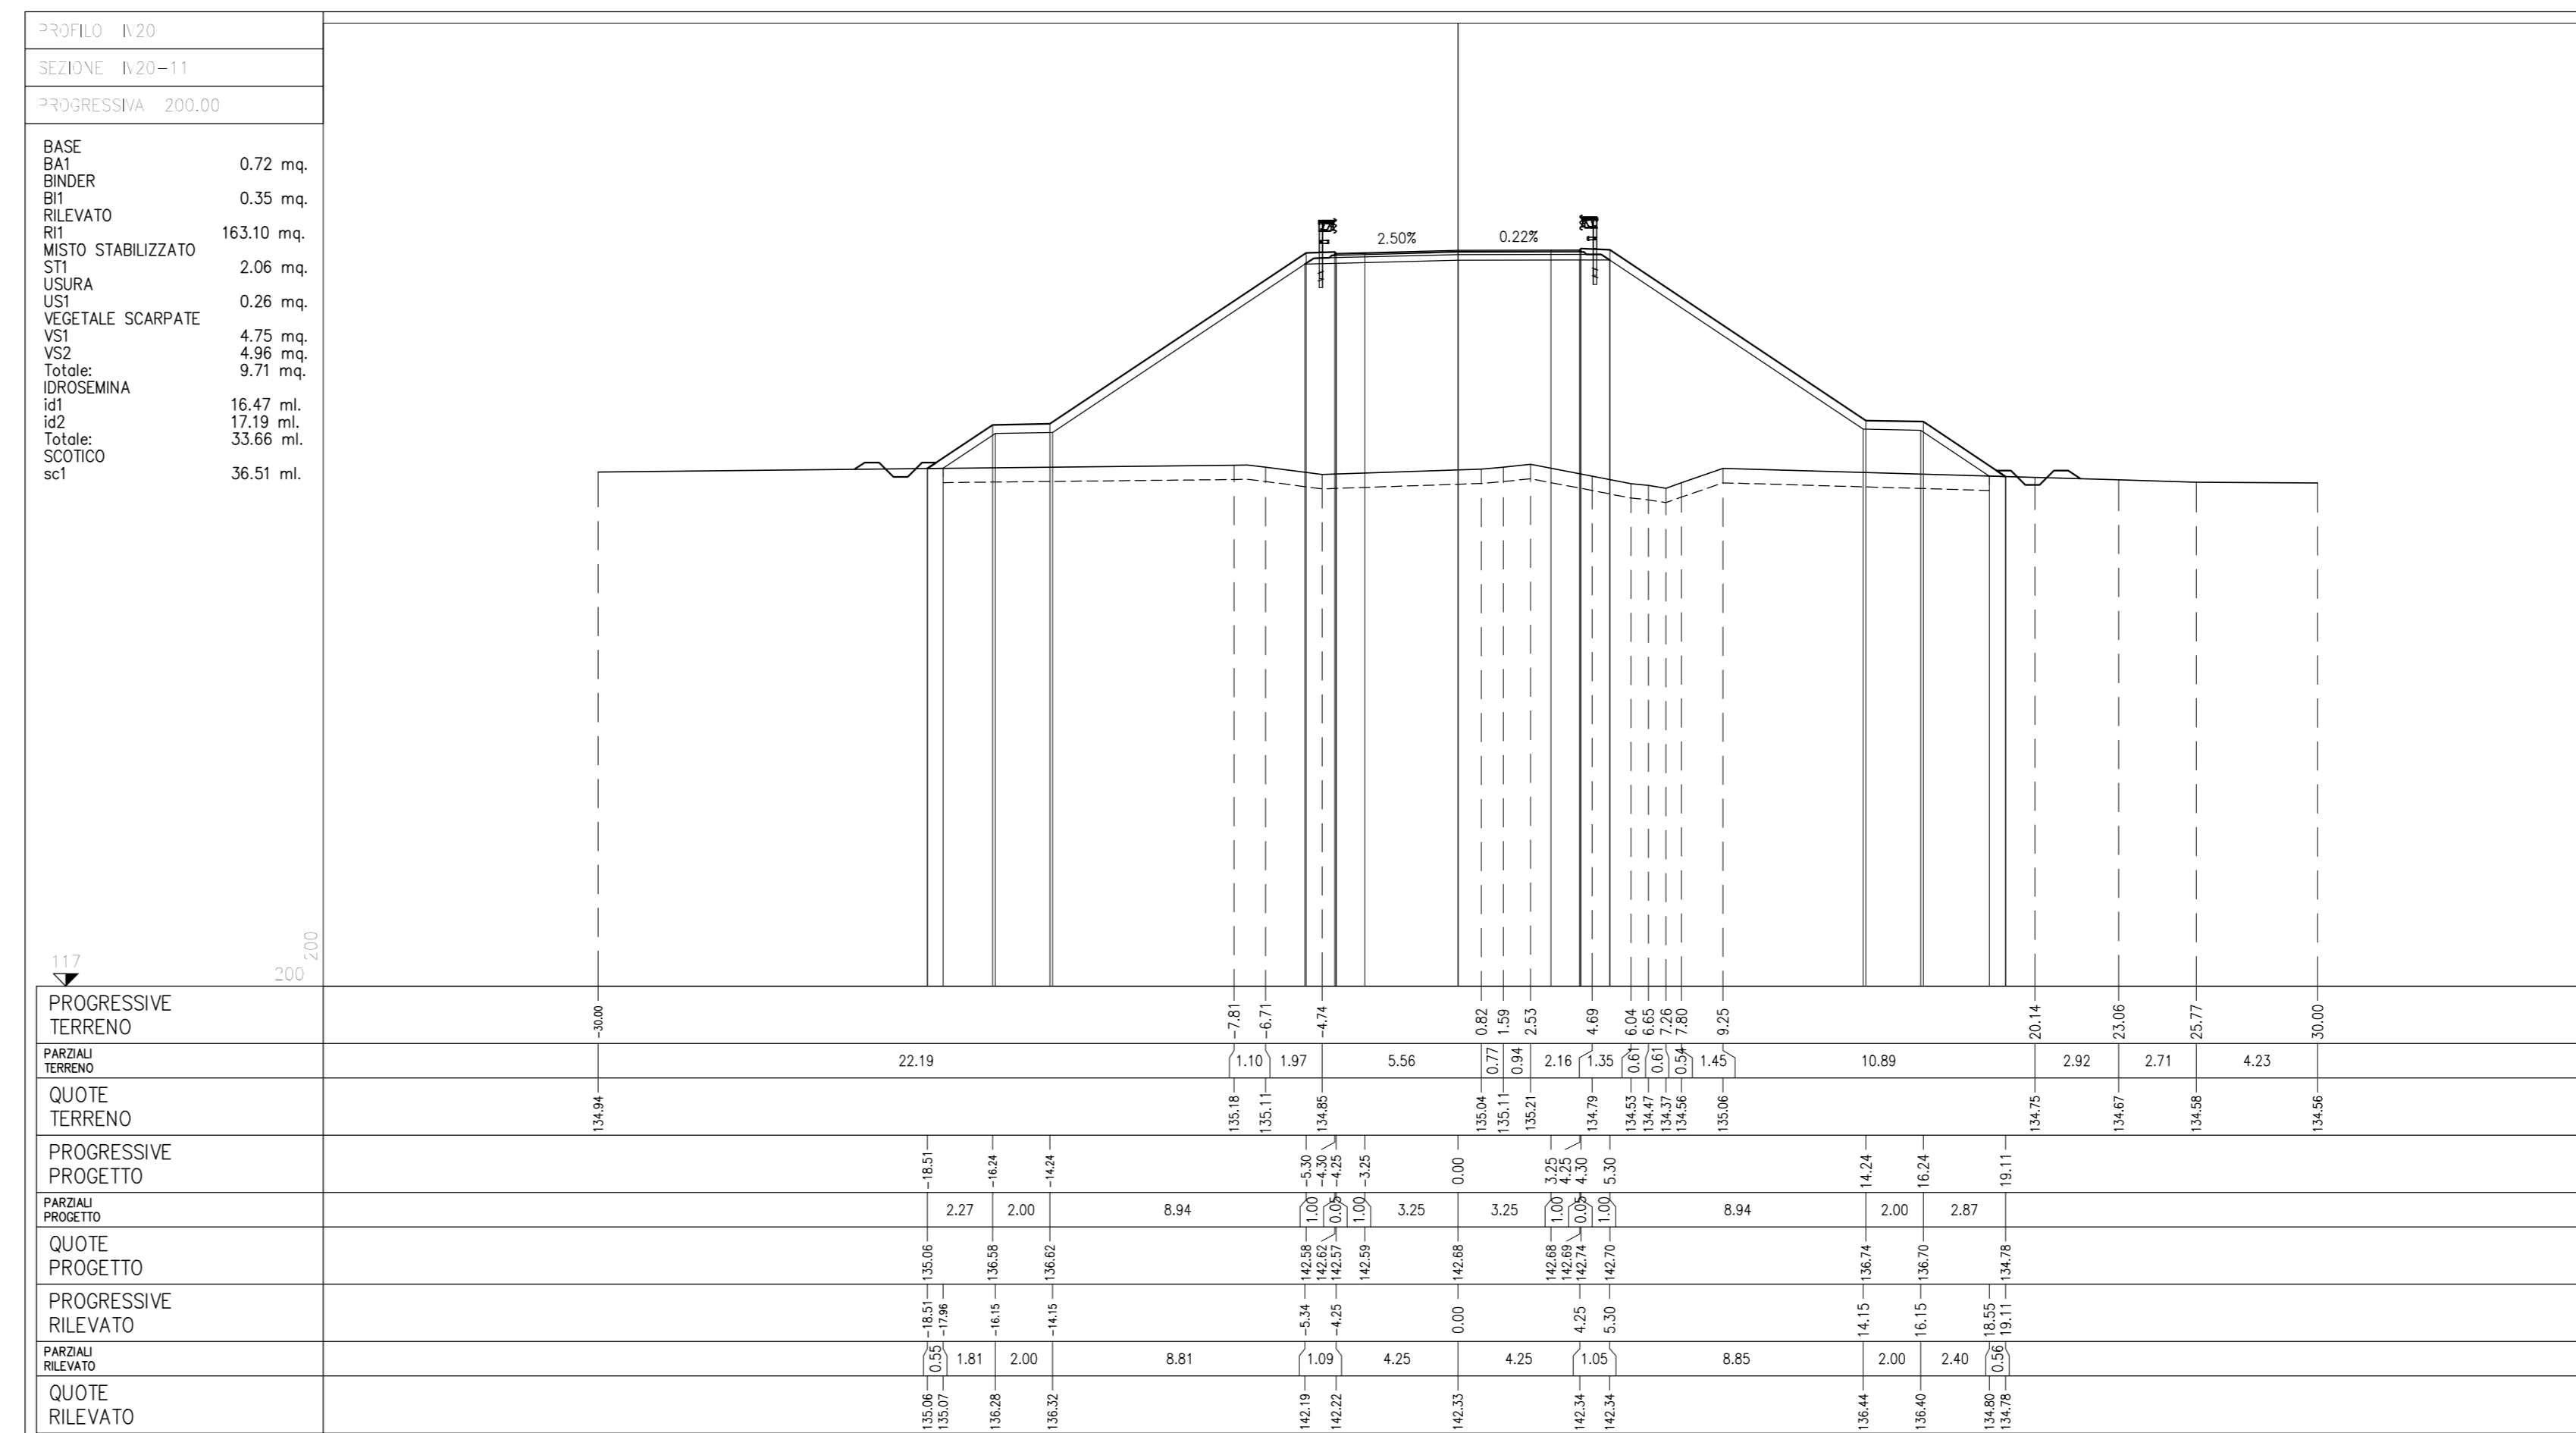 PROFILO IV20
SEZIONE IV20-11
PROGRESSIVA 200.00
BASE
BA1 0.72 mq.
BINDER
BI1 0.35 mq.
RILEVATO
RI1 163.10 mq.
MISTO STABILIZZATO
ST1 2.06 mq.
USURA
US1 0.26 mq.
VEGETALE SCARPATE
VS1 4.75 mq.
VS2 4.96 mq.
Totale: 9.71 mq.
IDROSEMINA
id1 16.47 ml.
id2 17.19 ml.
Totale: 33.66 ml.
SCOTICO
sc1 36.51 ml.
2.50% 0.22%
117 200 200
PROGRESSIVE
TERRENO
-30.00 -7.81 -6.71 -4.74 0.82 1.59 2.53 4.69 6.04 6.65 7.26 7.80 9.25 20.14 23.06 25.77 30.00
PARZIALI
TERRENO
22.19 1.10 1.97 5.56 0.77 0.94 2.16 1.35 0.61 0.61 0.54 1.45 10.89 2.92 2.71 4.23
QUOTE
TERRENO
134.94 135.18 135.11 134.85 135.04 135.11 135.21 134.79 134.53 134.47 134.37 134.56 135.06 134.75 134.67 134.58 134.56
PROGRESSIVE
PROGETTO
-18.51 -16.24 -14.24 -5.30 -4.30 -4.25 -3.25 0.00 3.25 4.25 4.30 5.30 14.24 16.24 19.11
PARZIALI
PROGETTO
2.27 2.00 8.94 1.00 0.05 1.00 3.25 3.25 1.00 0.05 1.00 8.94 2.00 2.87
QUOTE
PROGETTO
135.06 136.58 136.62 142.58 142.62 142.57 142.59 142.68 142.68 142.69 142.74 142.70 136.74 136.70 134.78
PROGRESSIVE
RILEVATO
-18.51 -17.96 -16.15 -14.15 -5.34 -4.25 0.00 4.25 5.30 14.15 16.15 18.55 19.11
PARZIALI
RILEVATO
0.55 1.81 2.00 8.81 1.09 4.25 4.25 1.05 8.85 2.00 2.40 0.56
QUOTE
RILEVATO
135.06 135.07 136.28 136.32 142.19 142.22 142.33 142.34 142.34 136.44 136.40 134.80 134.78